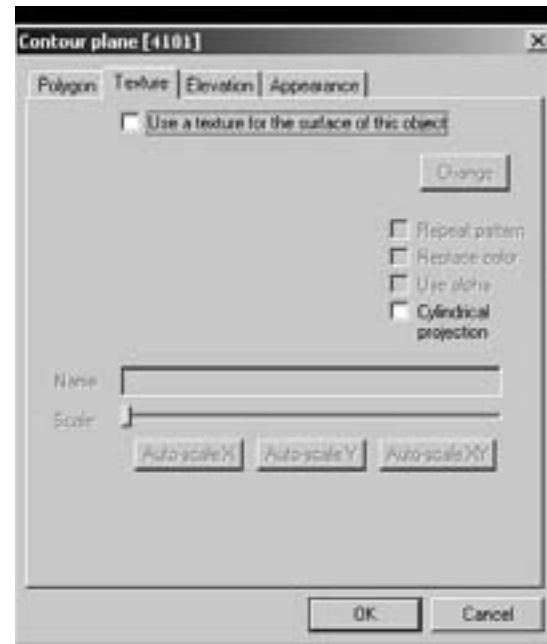 Contour plane [4101]
Polygon Texture Elevation Appearance
Use a texture for the surface of this object
Change
Repeat pattern
Replace color
Use alpha
Cylindrical
projection
Name
Scale
Auto-scale X Auto-scale Y Auto-scale XY
OK Cancel